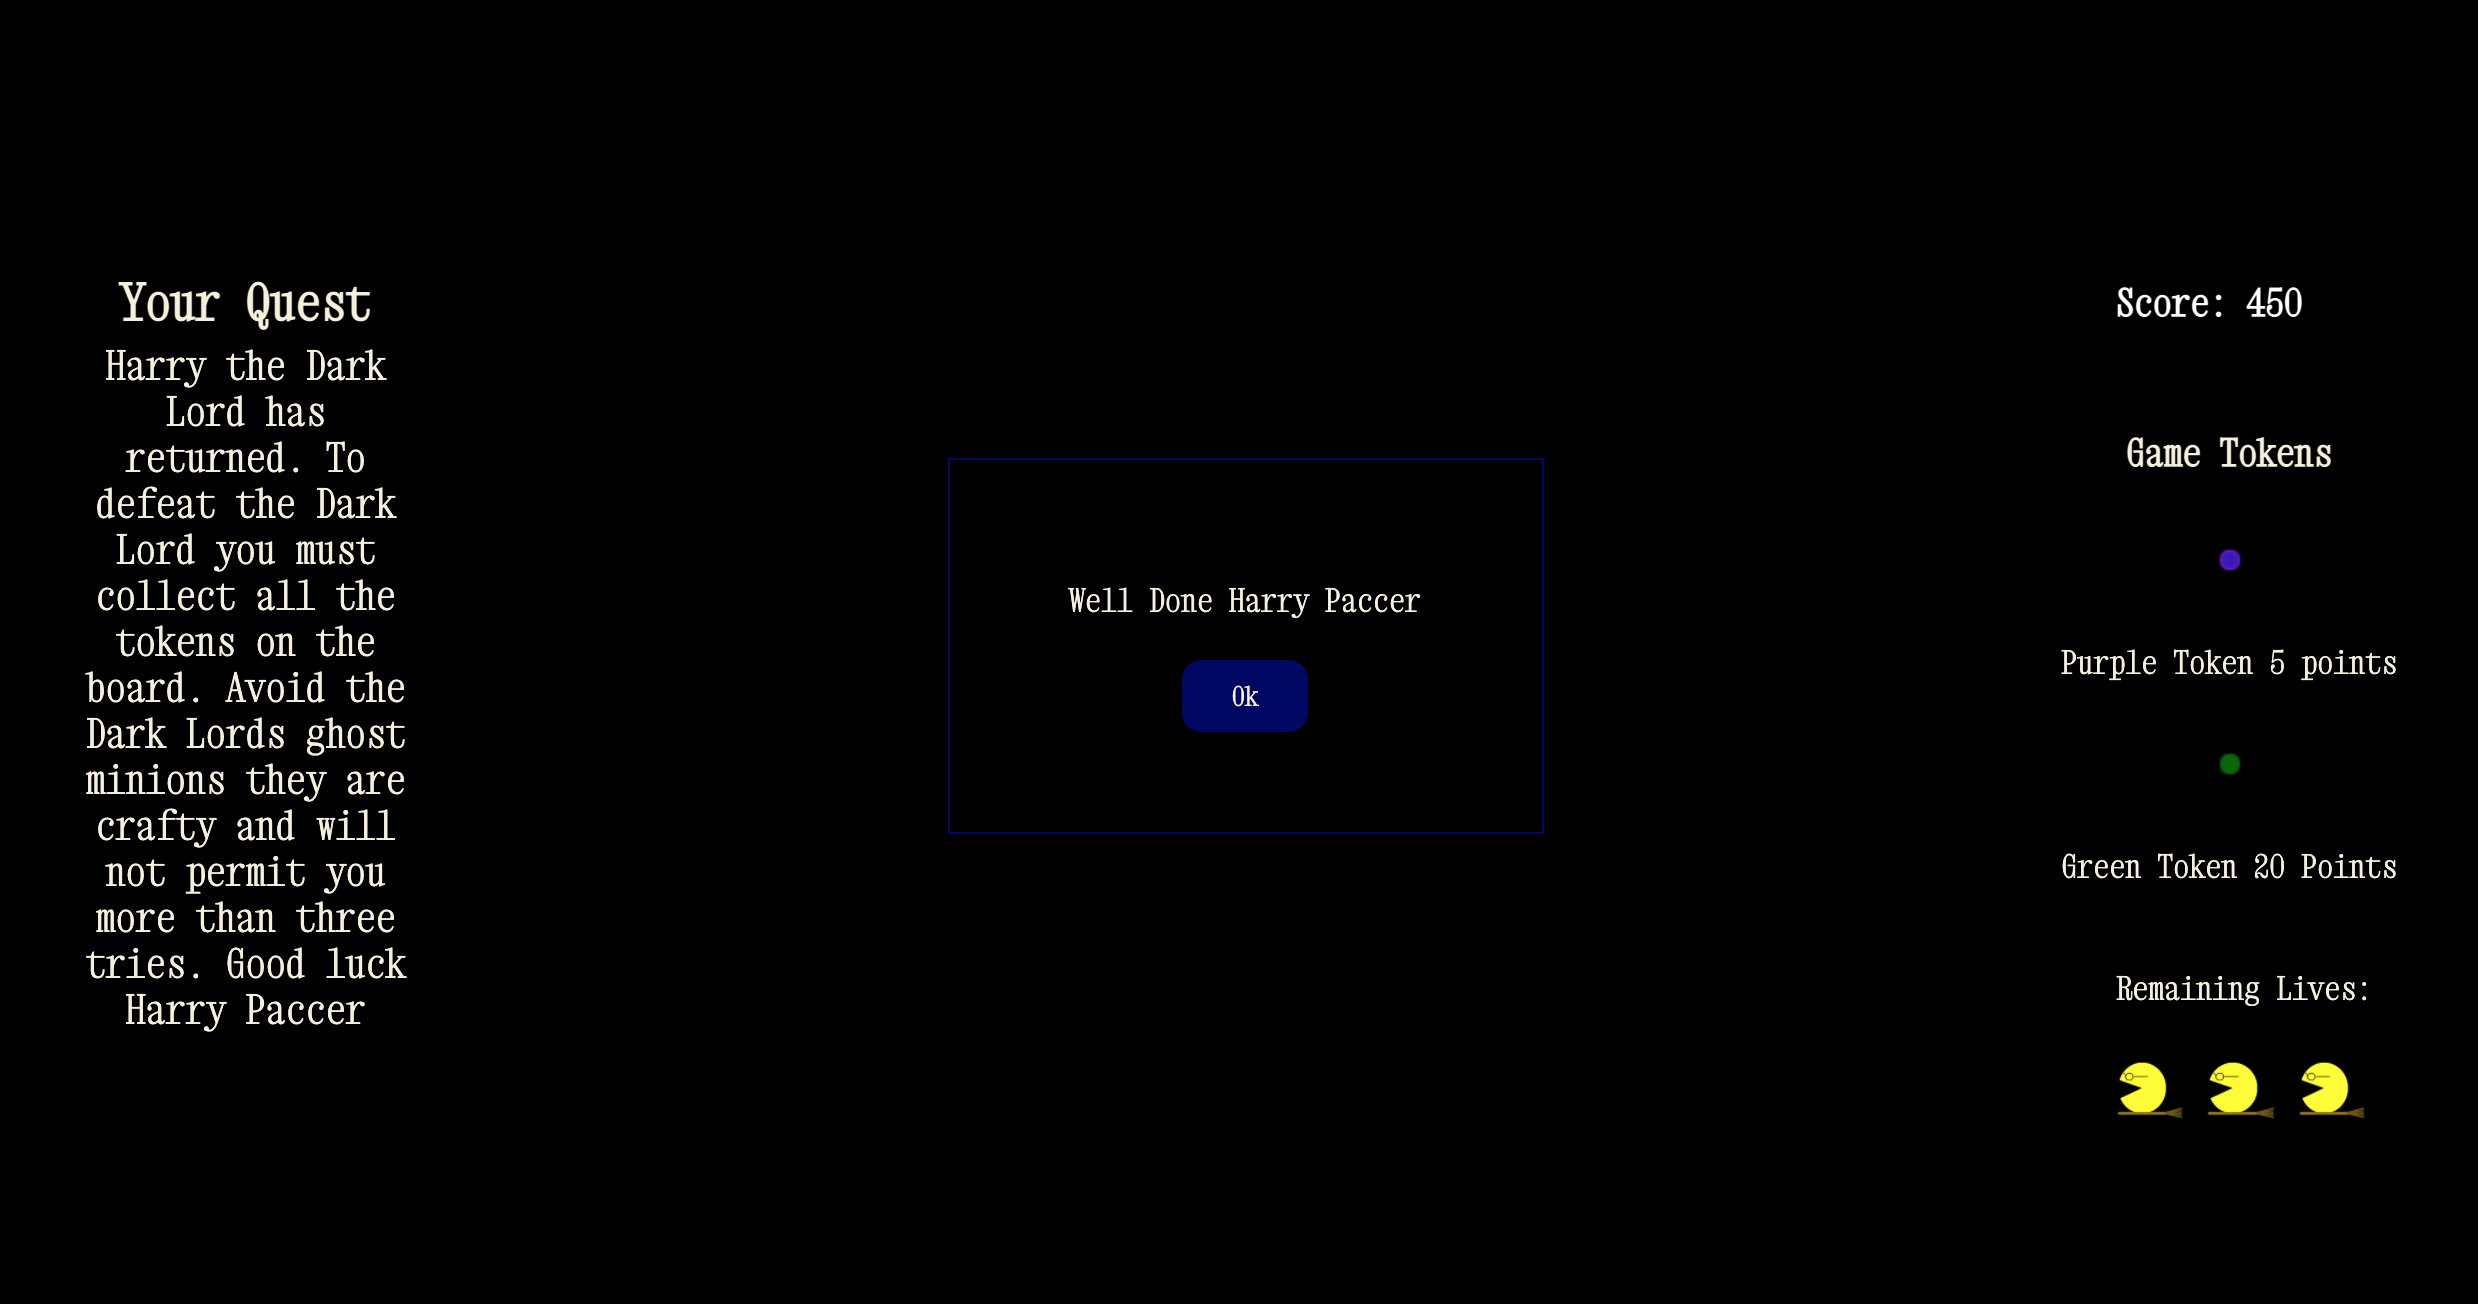 Your Quest
Harry the Dark
Lord has
returned. To
defeat the Dark
Lord you must
collect all the
tokens on the
board. Avoid the
Dark Lords ghost
minions they are
crafty and will
not permit you
more than three
tries. Good luck
Harry Paccer
Well Done Harry Paccer
Ok
Score: 450
Game Tokens
Purple Token 5 points
Green Token 20 Points
Remaining Lives: